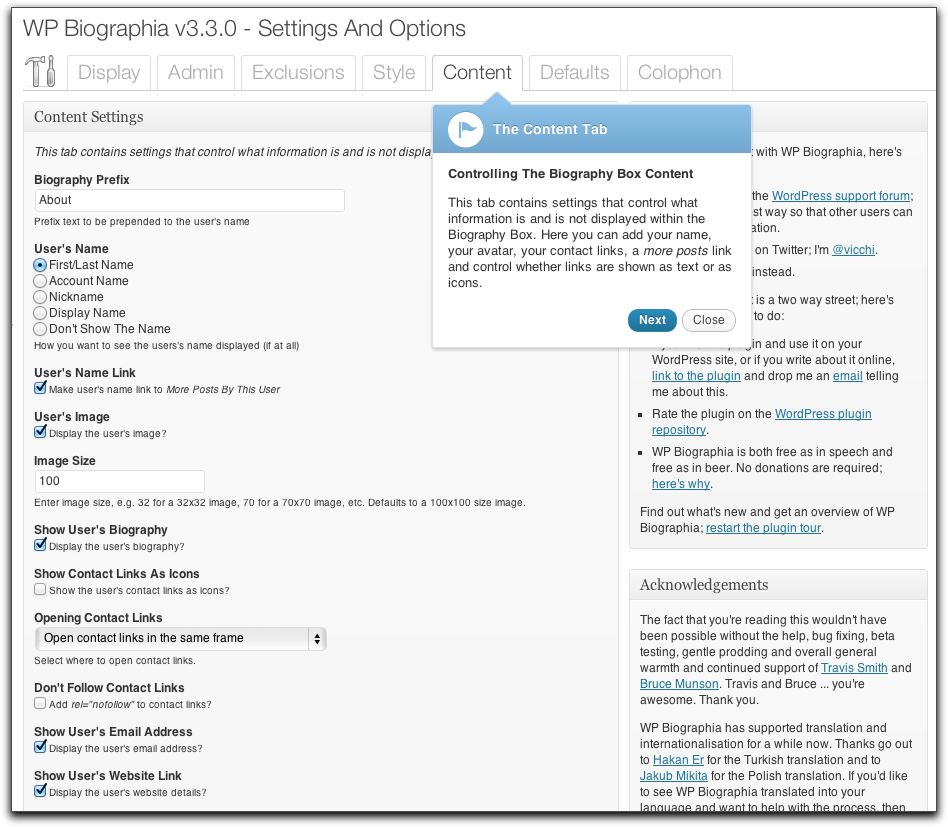 WP Biographia v3.3.0 - Settings And Options
Display
Admin
Exclusions
Style
Content
Defaults
Colophon
Content Settings
This tab contains settings that control what information is and is not displa
Biography Prefix
About
Prefix text to be prepended to the user's name
User's Name
First/Last Name
Account Name
Nickname
Display Name
Don't Show The Name
How you want to see the users's name displayed (if at all)
User's Name Link
Make user's name link to More Posts By This User
User's Image
Display the user's image?
Image Size
100
Enter image size, e.g. 32 for a 32x32 image, 70 for a 70x70 image, etc. Defaults to a 100x100 size image.
Show User's Biography
Display the user's biography?
Show Contact Links As Icons
Show the user's contact links as icons?
Opening Contact Links
Open contact links in the same frame
Select where to open contact links.
Don't Follow Contact Links
Add rel="nofollow" to contact links?
Show User's Email Address
Display the user's email address?
Show User's Website Link
Display the user's website details?
The Content Tab
Controlling The Biography Box Content
This tab contains settings that control what
information is and is not displayed within the
Biography Box. Here you can add your name,
your avatar, your contact links, a more posts link
and control whether links are shown as text or as
icons.
Next
Close
with WP Biographia, here's
the WordPress support forum;
st way so that other users can
ation.
on Twitter; I'm @vicchi.
instead.
is a two way street; here's
to do:
and use it on your
WordPress site, or if you write about it online,
link to the plugin and drop me an email telling
me about this.
Rate the plugin on the WordPress plugin
repository.
WP Biographia is both free as in speech and
free as in beer. No donations are required;
here's why.
Find out what's new and get an overview of WP
Biographia; restart the plugin tour.
Acknowledgements
The fact that you're reading this wouldn't have
been possible without the help, bug fixing, beta
testing, gentle prodding and overall general
warmth and continued support of Travis Smith and
Bruce Munson. Travis and Bruce ... you're
awesome. Thank you.
WP Biographia has supported translation and
internationalisation for a while now. Thanks go out
to Hakan Er for the Turkish translation and to
Jakub Mikita for the Polish translation. If you'd like
to see WP Biographia translated into your
language and want to help with the process, then